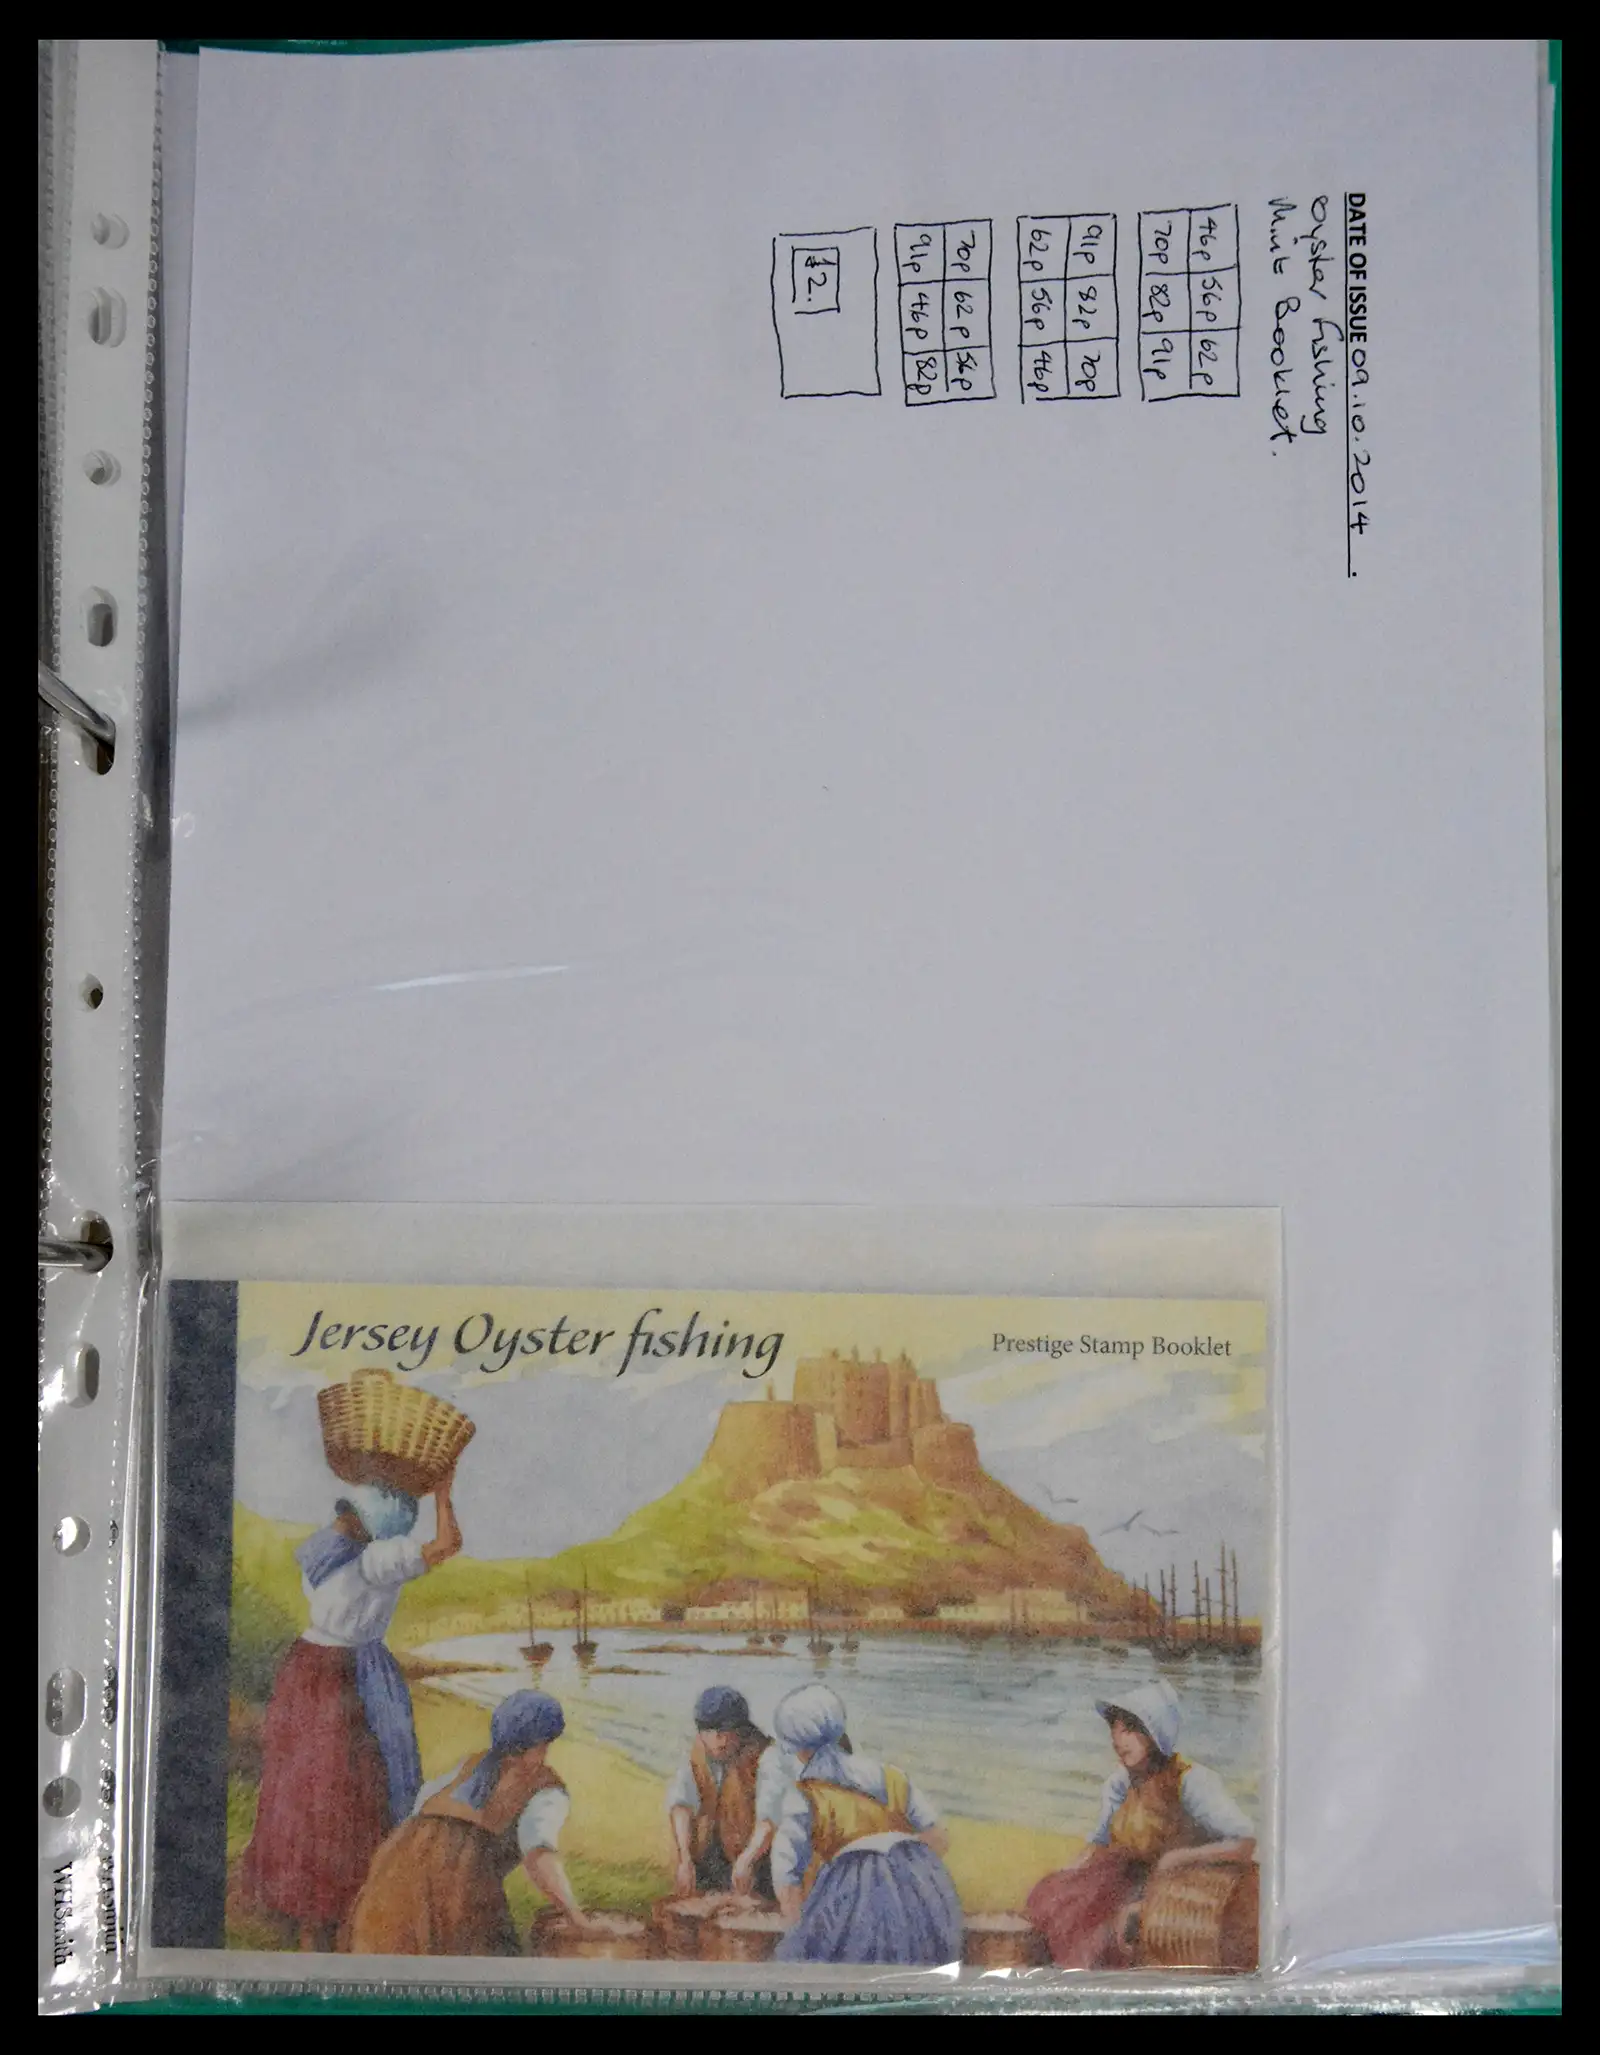 DATE OF ISSUE 09.10.2014.
Oyster Fishing
Mint Booklet.
46p 56p 62p
70p 82p 91p
91p 82p 70p
62p 56p 46p
70p 62p 56p
91p 46p 82p
£2.
Jersey Oyster fishing
Prestige Stamp Booklet
WHSmith